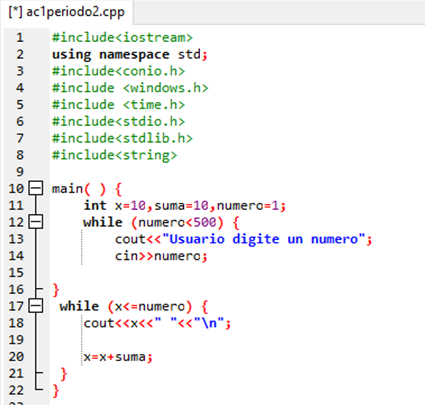 [*] ac1periodo2.cpp
1 #include<iostream>
2 using namespace std;
3 #include<conio.h>
4 #include <windows.h>
5 #include <time.h>
6 #include<stdio.h>
7 #include<stdlib.h>
8 #include<string>
9
10 main( ) {
11 int x=10,suma=10,numero=1;
12 while (numero<500) {
13 cout<<"Usuario digite un numero";
14 cin>>numero;
15
16 }
17 while (x<=numero) {
18 cout<<x<<" "<<"\n";
19
20 x=x+suma;
21 }
22 }
23